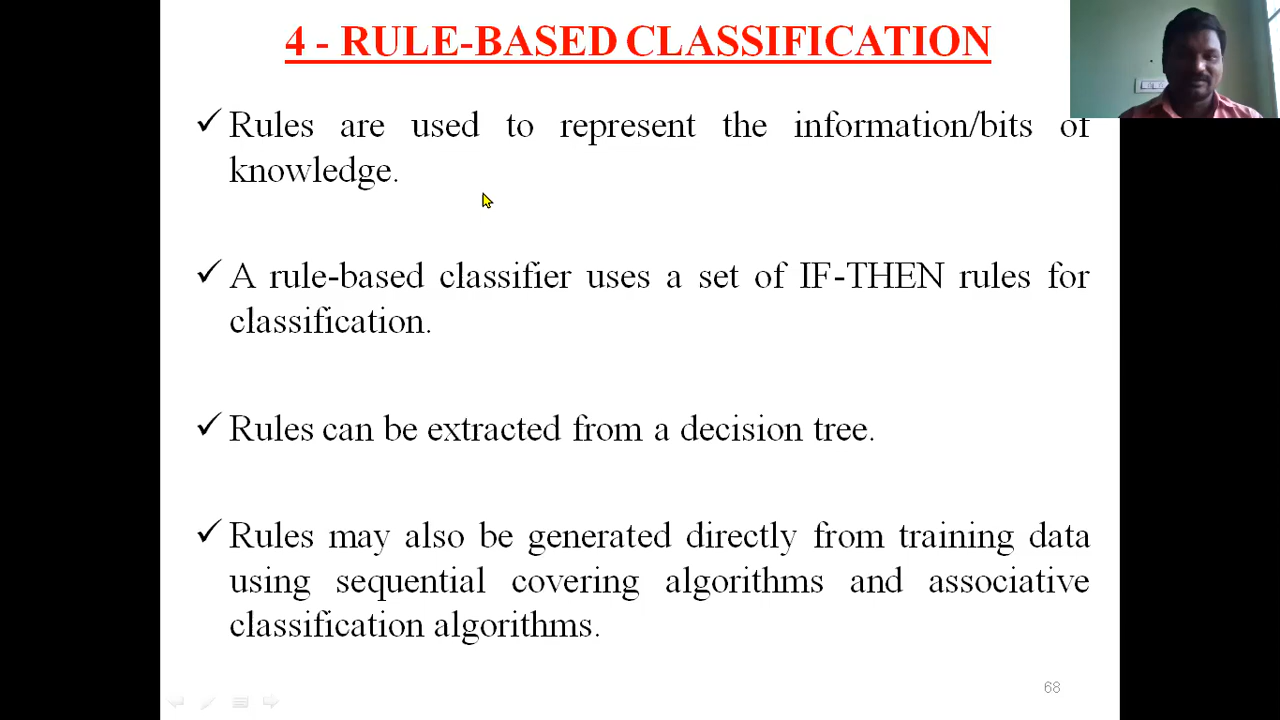 4 - RULE-BASED CLASSIFICATION
✓ Rules are used to represent the information/bits of
knowledge.
✓ A rule-based classifier uses a set of IF-THEN rules for
classification.
✓ Rules can be extracted from a decision tree.
✓ Rules may also be generated directly from training data
using sequential covering algorithms and associative
classification algorithms.
68